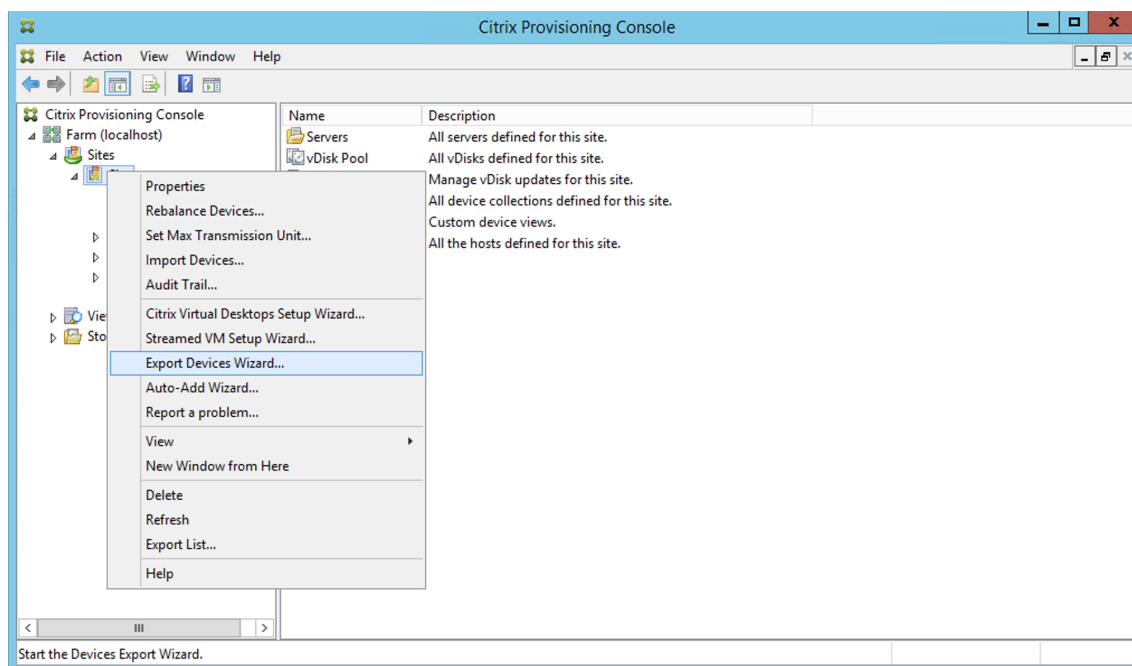 Citrix Provisioning Console
File Action View Window Help
Citrix Provisioning Console
Farm (localhost)
Sites
Name Description
Servers All servers defined for this site.
vDisk Pool All vDisks defined for this site.
Manage vDisk updates for this site.
All device collections defined for this site.
Custom device views.
All the hosts defined for this site.
Properties
Rebalance Devices...
Set Max Transmission Unit...
Import Devices...
Audit Trail...
Citrix Virtual Desktops Setup Wizard...
Streamed VM Setup Wizard...
Export Devices Wizard...
Auto-Add Wizard...
Report a problem...
View
New Window from Here
Delete
Refresh
Export List...
Help
Vie
Sto
Start the Devices Export Wizard.